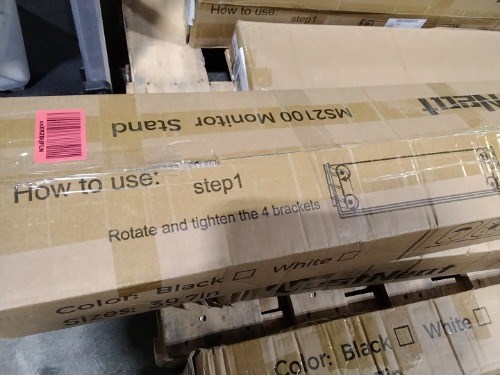 How to use:
step1
MS2100 Monitor Stand
How to use:
step1
Rotate and tighten the 4 brackets
Color: Black White
Color: Black White